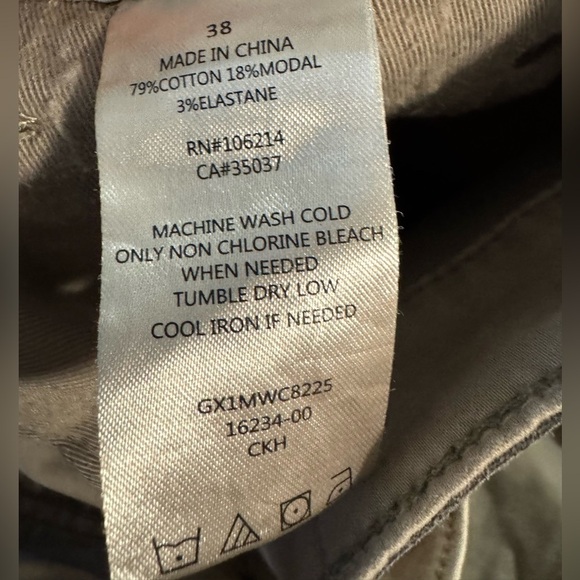 38
MADE IN CHINA
79%COTTON 18%MODAL
3%ELASTANE
RN#106214
CA#35037
MACHINE WASH COLD
ONLY NON CHLORINE BLEACH
WHEN NEEDED
TUMBLE DRY LOW
COOL IRON IF NEEDED
GX1MWC8225
16234-00
CKH